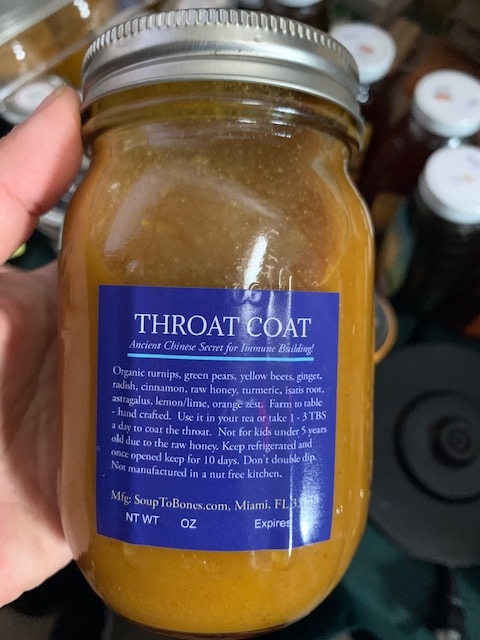 THROAT COAT
Ancient Chinese Secret for Immune Building!
Organic turnips, green pears, yellow beets, ginger,
radish, cinnamon, raw honey, turmeric, isatis root,
astragalus, lemon/lime, orange zest. Farm to table
- hand crafted. Use it in your tea or take 1 - 3 TBS
a day to coat the throat. Not for kids under 5 years
old due to the raw honey. Keep refrigerated and
once opened keep for 10 days. Don't double dip.
Not manufactured in a nut free kitchen.
Mfg: SoupToBones.com, Miami, FL
NT WT OZ Expires